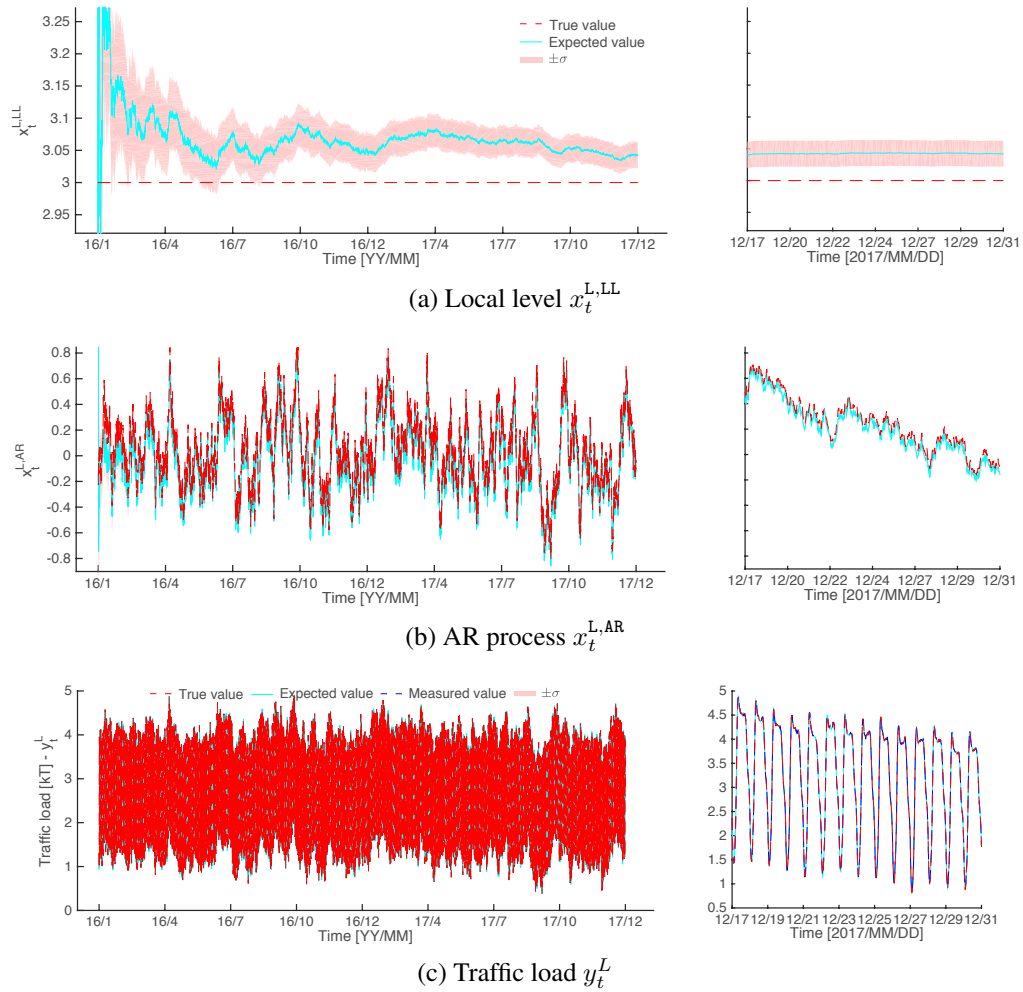 3.25
3.2
3.15
3.1
3.05
3
2.95
x_t^{L,LL}
True value
Expected value
±σ
16/1 16/4 16/7 16/10 16/12 17/4 17/7 17/10 17/12
Time [YY/MM]
12/17 12/20 12/22 12/24 12/27 12/29 12/31
Time [2017/MM/DD]
(a) Local level x_t^{L,LL}
0.8
0.6
0.4
0.2
0
-0.2
-0.4
-0.6
-0.8
x_t^{L,AR}
16/1 16/4 16/7 16/10 16/12 17/4 17/7 17/10 17/12
Time [YY/MM]
12/17 12/20 12/22 12/24 12/27 12/29 12/31
Time [2017/MM/DD]
(b) AR process x_t^{L,AR}
True value Expected value Measured value ±σ
5
4
3
2
1
0
Traffic load [kT] - y_t^L
16/1 16/4 16/7 16/10 16/12 17/4 17/7 17/10 17/12
Time [YY/MM]
5
4.5
4
3.5
3
2.5
2
1.5
1
0.5
12/17 12/19 12/21 12/23 12/25 12/27 12/29 12/31
Time [2017/MM/DD]
(c) Traffic load y_t^L